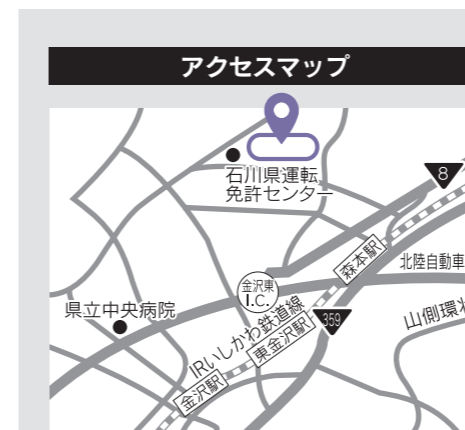 アクセスマップ
石川県運転
免許センター
8
森本駅
北陸自動車
金沢東
I.C.
県立中央病院
IRいしかわ鉄道線
359
山側環状
東金沢駅
金沢駅